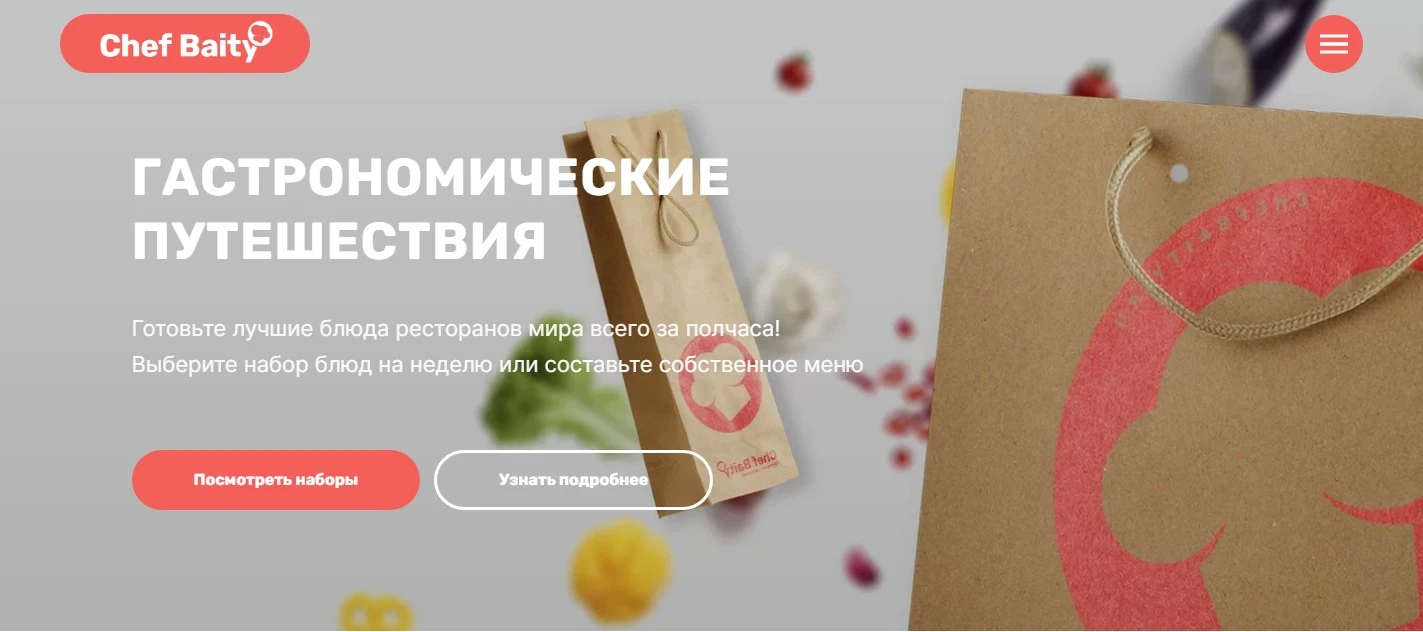 Chef Baity
ГАСТРОНОМИЧЕСКИЕ
ПУТЕШЕСТВИЯ
Готовьте лучшие блюда ресторанов мира всего за полчаса!
Выберите набор блюд на неделю или составьте собственное меню
Посмотреть наборы
Узнать подробнее
Chef Baity